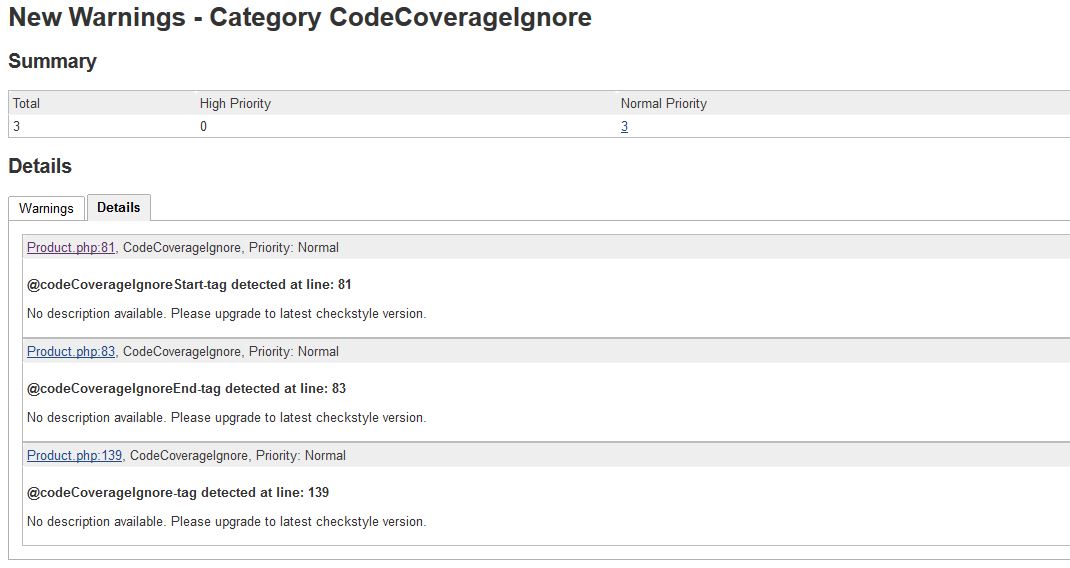 New Warnings - Category CodeCoverageIgnore
Summary
Total High Priority Normal Priority
3 0 3
Details
Warnings Details
Product.php:81, CodeCoverageIgnore, Priority: Normal
@codeCoverageIgnoreStart-tag detected at line: 81
No description available. Please upgrade to latest checkstyle version.
Product.php:83, CodeCoverageIgnore, Priority: Normal
@codeCoverageIgnoreEnd-tag detected at line: 83
No description available. Please upgrade to latest checkstyle version.
Product.php:139, CodeCoverageIgnore, Priority: Normal
@codeCoverageIgnore-tag detected at line: 139
No description available. Please upgrade to latest checkstyle version.